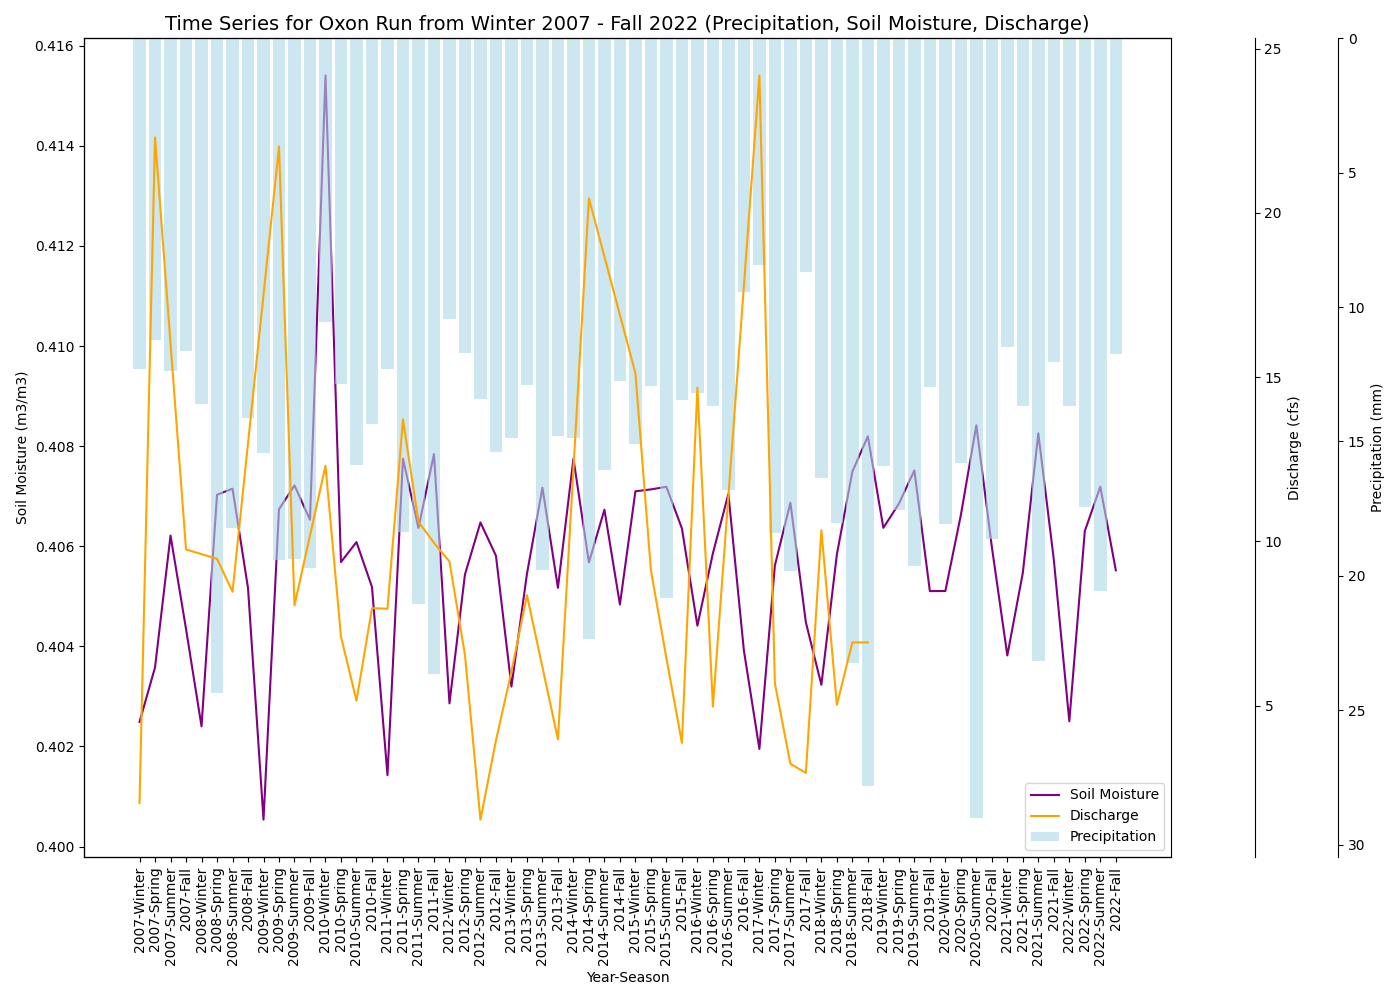 Time Series for Oxon Run from Winter 2007 - Fall 2022 (Precipitation, Soil Moisture, Discharge)
0.416
0.414
0.412
0.410
0.408
0.406
0.404
0.402
0.400
Soil Moisture (m3/m3)
25
20
15
10
5
Discharge (cfs)
0
5
10
15
20
25
30
Precipitation (mm)
Soil Moisture
Discharge
Precipitation
2007-Winter
2007-Spring
2007-Summer
2007-Fall
2008-Winter
2008-Spring
2008-Summer
2008-Fall
2009-Winter
2009-Spring
2009-Summer
2009-Fall
2010-Winter
2010-Spring
2010-Summer
2010-Fall
2011-Winter
2011-Spring
2011-Summer
2011-Fall
2012-Winter
2012-Spring
2012-Summer
2012-Fall
2013-Winter
2013-Spring
2013-Summer
2013-Fall
2014-Winter
2014-Spring
2014-Summer
2014-Fall
2015-Winter
2015-Spring
2015-Summer
2015-Fall
2016-Winter
2016-Spring
2016-Summer
2016-Fall
2017-Winter
2017-Spring
2017-Summer
2017-Fall
2018-Winter
2018-Spring
2018-Summer
2018-Fall
2019-Winter
2019-Spring
2019-Summer
2019-Fall
2020-Winter
2020-Spring
2020-Summer
2020-Fall
2021-Winter
2021-Spring
2021-Summer
2021-Fall
2022-Winter
2022-Spring
2022-Summer
2022-Fall
Year-Season